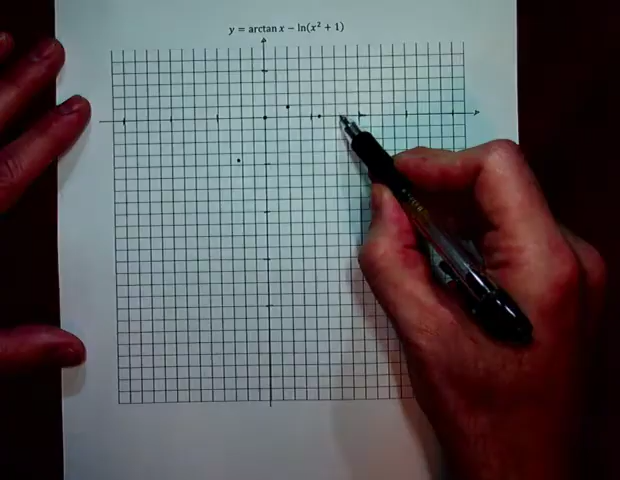 y = arctan x − ln(x² + 1)